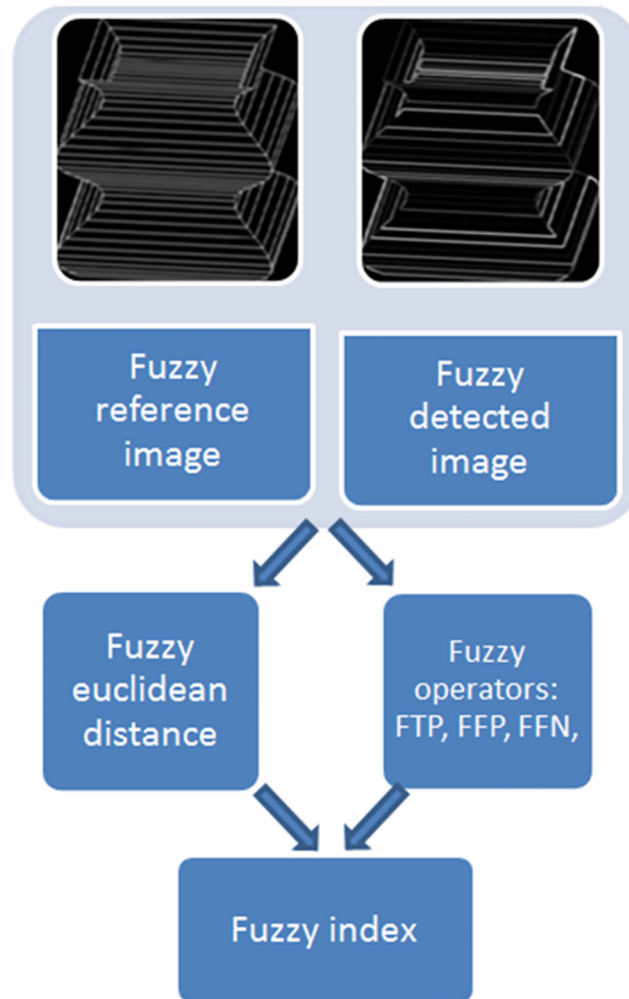 Fuzzy
reference
image
Fuzzy
detected
image
Fuzzy
euclidean
distance
Fuzzy
operators:
FTP, FFP, FFN,
Fuzzy index